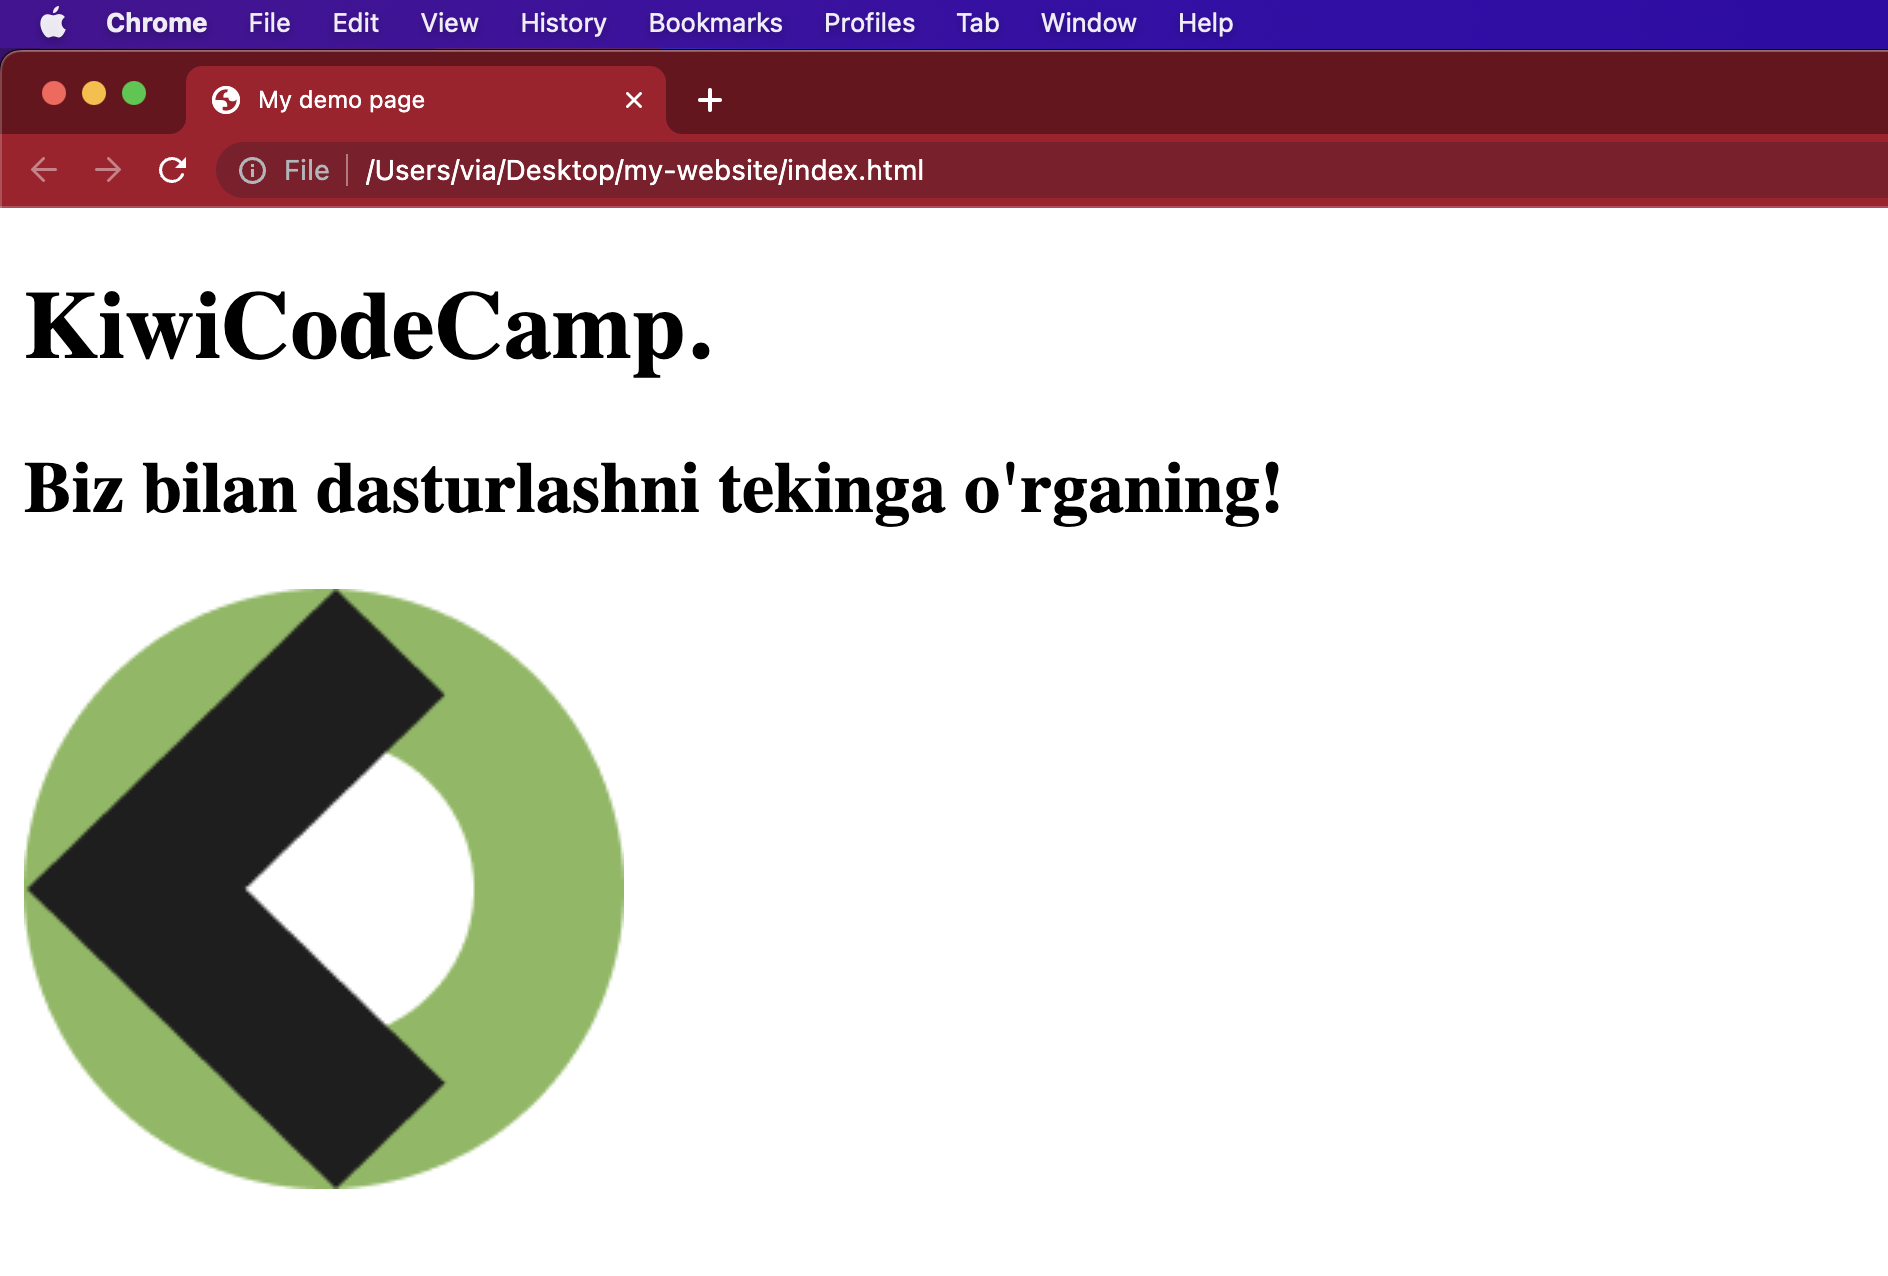 Chrome File Edit View History Bookmarks Profiles Tab Window Help
My demo page
File /Users/via/Desktop/my-website/index.html
KiwiCodeCamp.
Biz bilan dasturlashni tekinga o'rganing!